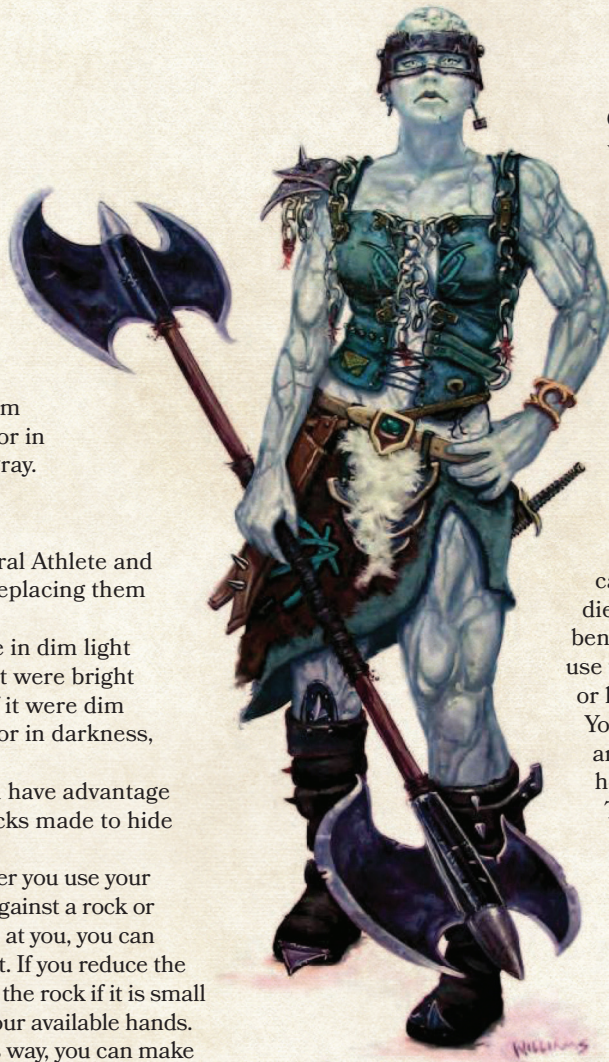 or in
ray.
ral Athlete and
eplacing them
e in dim light
t were bright
it were dim
or in darkness,
have advantage
cks made to hide
er you use your
gainst a rock or
at you, you can
t. If you reduce the
the rock if it is small
our available hands.
s way, you can make
die
ben
use
or
Yo
WILLIAMS